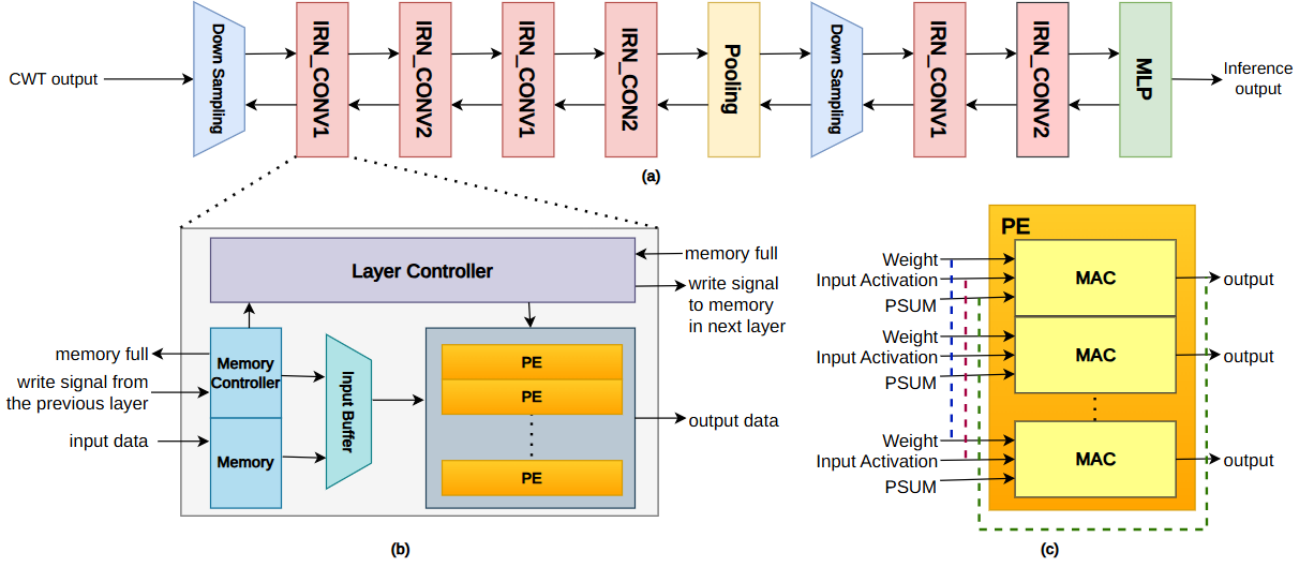 CWT output
Down Sampling
IRN_CONV1
IRN_CONV2
IRN_CONV1
IRN_CON2
Pooling
Down Sampling
IRN_CONV1
IRN_CONV2
MLP
Inference
output
(a)
Layer Controller
memory full
write signal
to memory
in next layer
memory full
write signal from
the previous layer
input data
Memory
Controller
Memory
Input Buffer
PE
PE
PE
output data
(b)
PE
Weight
Input Activation
PSUM
MAC
output
Weight
Input Activation
PSUM
MAC
output
Weight
Input Activation
PSUM
MAC
output
(c)